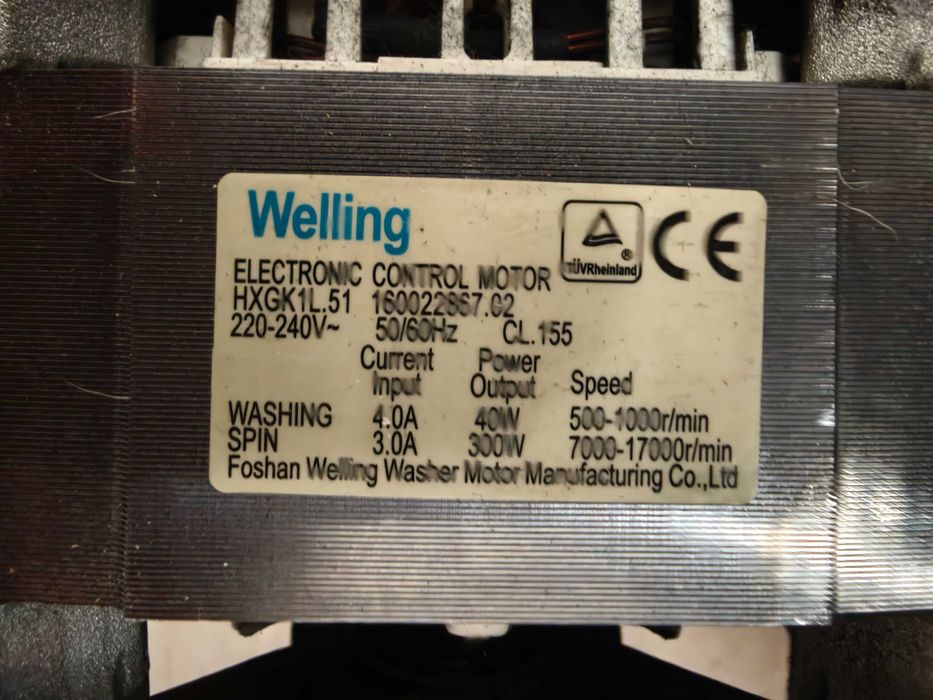 Welling
TÜVRheinland
®
CE
ELECTRONIC CONTROL MOTOR
HXGK1L.51 160022867.02
220-240V~ 50/60Hz CL.155
Current Power
Input Output Speed
WASHING 4.0A 40W 500-1000r/min
SPIN 3.0A 300W 7000-17000r/min
Foshan Welling Washer Motor Manufacturing Co.,Ltd